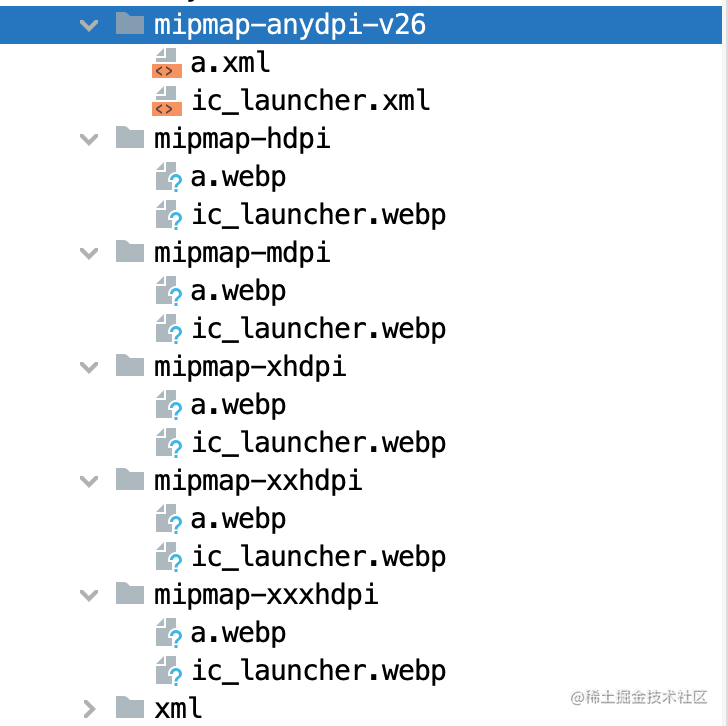 mipmap-anydpi-v26
a.xml
ic_launcher.xml
mipmap-hdpi
a.webp
ic_launcher.webp
mipmap-mdpi
a.webp
ic_launcher.webp
mipmap-xhdpi
a.webp
ic_launcher.webp
mipmap-xxhdpi
a.webp
ic_launcher.webp
mipmap-xxxhdpi
a.webp
ic_launcher.webp
@稀土掘金技术社区
xml